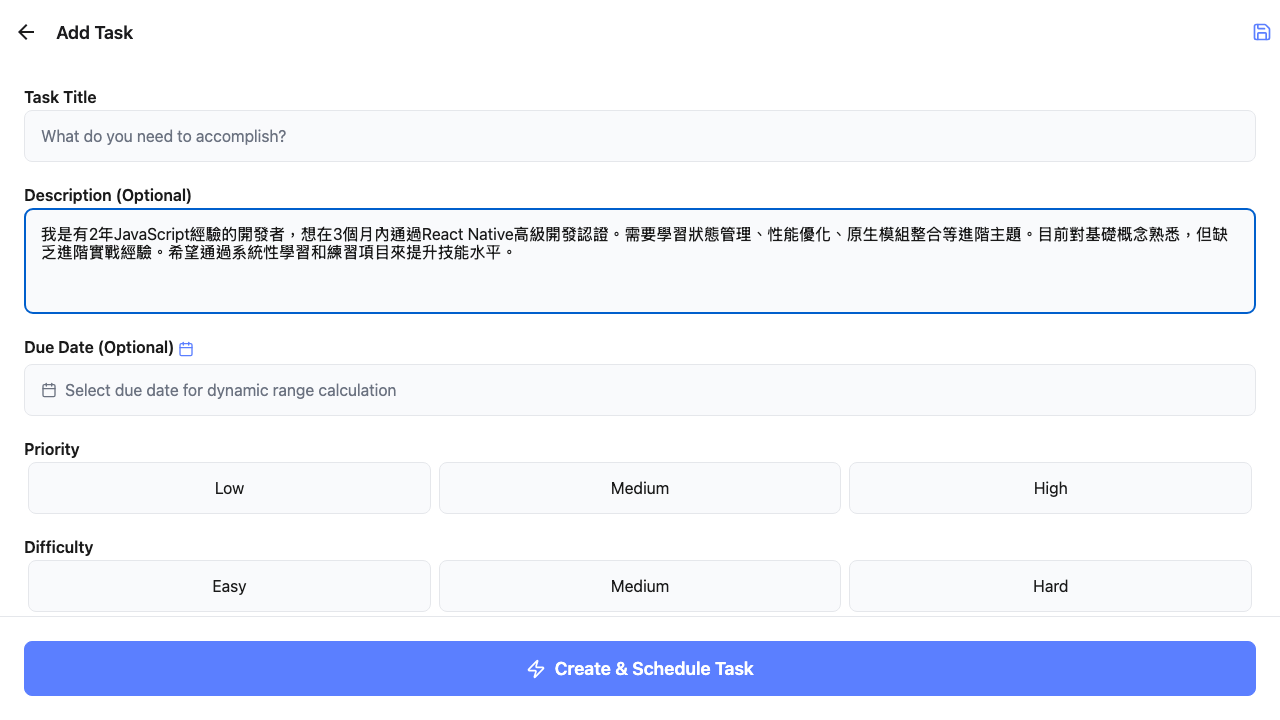 Add Task
Task Title
What do you need to accomplish?
Description (Optional)
我是有2年JavaScript經驗的開發者，想在3個月內通過React Native高級開發認證。需要學習狀態管理、性能優化、原生模組整合等進階主題。目前對基礎概念熟悉，但缺
乏進階實戰經驗。希望通過系統性學習和練習項目來提升技能水平。
Due Date (Optional)
Select due date for dynamic range calculation
Priority
Low Medium High
Difficulty
Easy Medium Hard
Create & Schedule Task